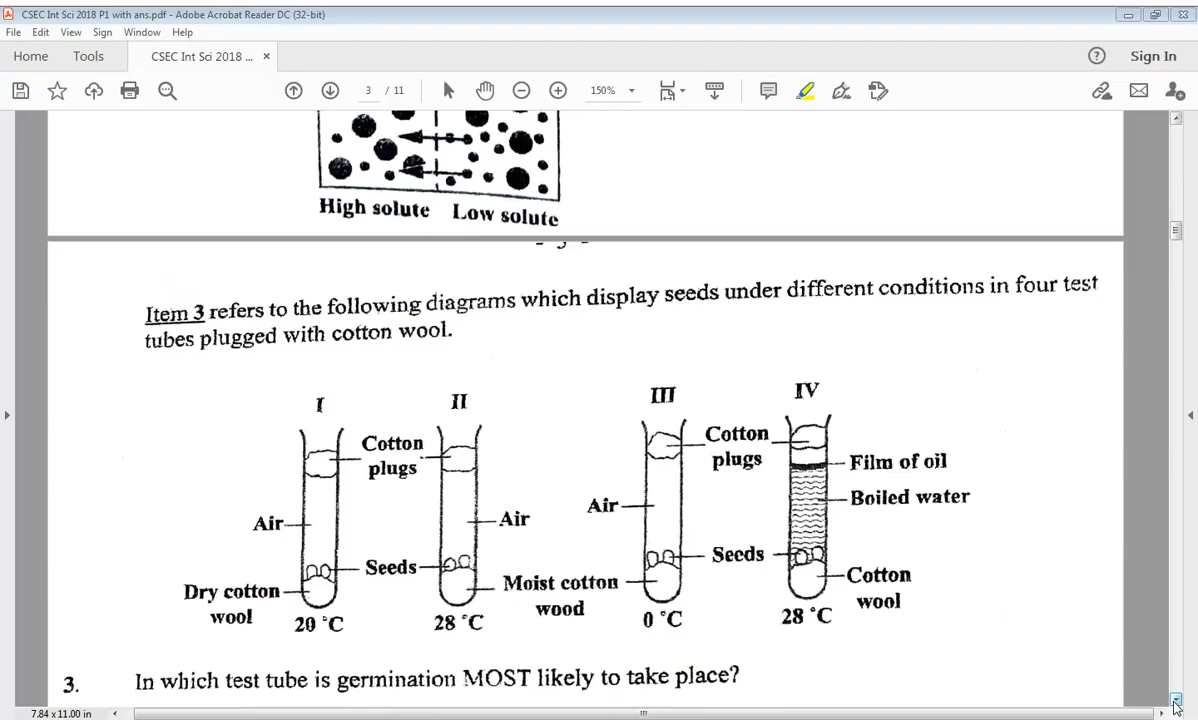 CSEC Int Sci 2018 P1 with ans.pdf - Adobe Acrobat Reader DC (32-bit)
File Edit View Sign Window Help
Home Tools CSEC Int Sci 2018 ... × ? Sign In
3 / 11 150%
High solute Low solute
Item 3 refers to the following diagrams which display seeds under different conditions in four test
tubes plugged with cotton wool.
I II III IV
Cotton plugs
Cotton plugs
Film of oil
Boiled water
Air
Air
Air
Seeds
Seeds
Dry cotton wool
Moist cotton wood
Cotton wool
20 °C 28 °C 0 °C 28 °C
3. In which test tube is germination MOST likely to take place?
7.84 x 11.00 in